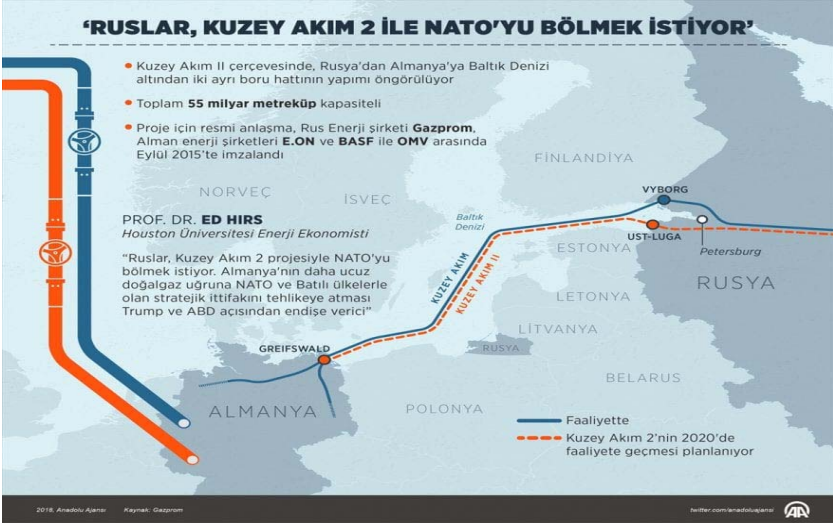 ‘RUSLAR, KUZEY AKIM 2 İLE NATO'YU BÖLMEK İSTİYOR’
• Kuzey Akım II çerçevesinde, Rusya'dan Almanya'ya Baltık Denizi
altından iki ayrı boru hattının yapımı öngörülüyor
• Toplam 55 milyar metreküp kapasiteli
• Proje için resmi anlaşma, Rus Enerji şirketi Gazprom,
Alman enerji şirketleri E.ON ve BASF ile OMV arasında
Eylül 2015'te imzalandı
FİNLANDİYA
NORVEÇ
İSVEÇ
VYBORG
PROF. DR. ED HIRS
Houston Üniversitesi Enerji Ekonomisti
Baltık
Denizi
UST-LUGA
Petersburg
ESTONYA
“Ruslar, Kuzey Akım 2 projesiyle NATO'yu
bölmek istiyor. Almanya'nın daha ucuz
doğalgaz uğruna NATO ve Batılı ülkelerle
olan stratejik ittifakını tehlikeye atması
Trump ve ABD açısından endişe verici”
KUZEY AKIM
KUZEY AKIM II
RUSYA
LETONYA
LİTVANYA
GREIFSWALD
RUSYA
BELARUS
ALMANYA
POLONYA
Faaliyette
Kuzey Akım 2'nin 2020'de
faaliyete geçmesi planlanıyor
2018, Anadolu Ajansı Kaynak: Gazprom
twitter.com/anadoluajansi
AA